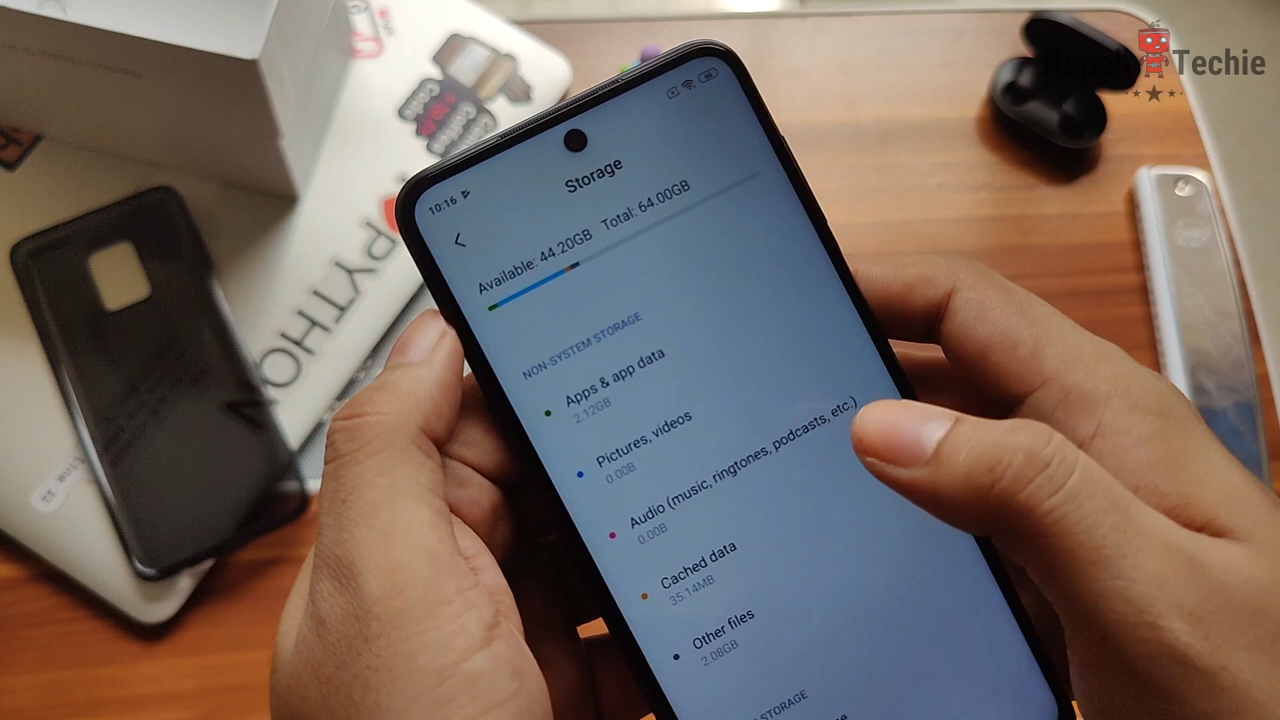 Nepali Techie
10:16
Storage
Available: 44.20GB Total: 64.00GB
NON-SYSTEM STORAGE
Apps & app data
2.12GB
Pictures, videos
0.00B
Audio (music, ringtones, podcasts, etc.)
0.00B
Cached data
35.14MB
Other files
2.08GB
STORAGE
PYTHON